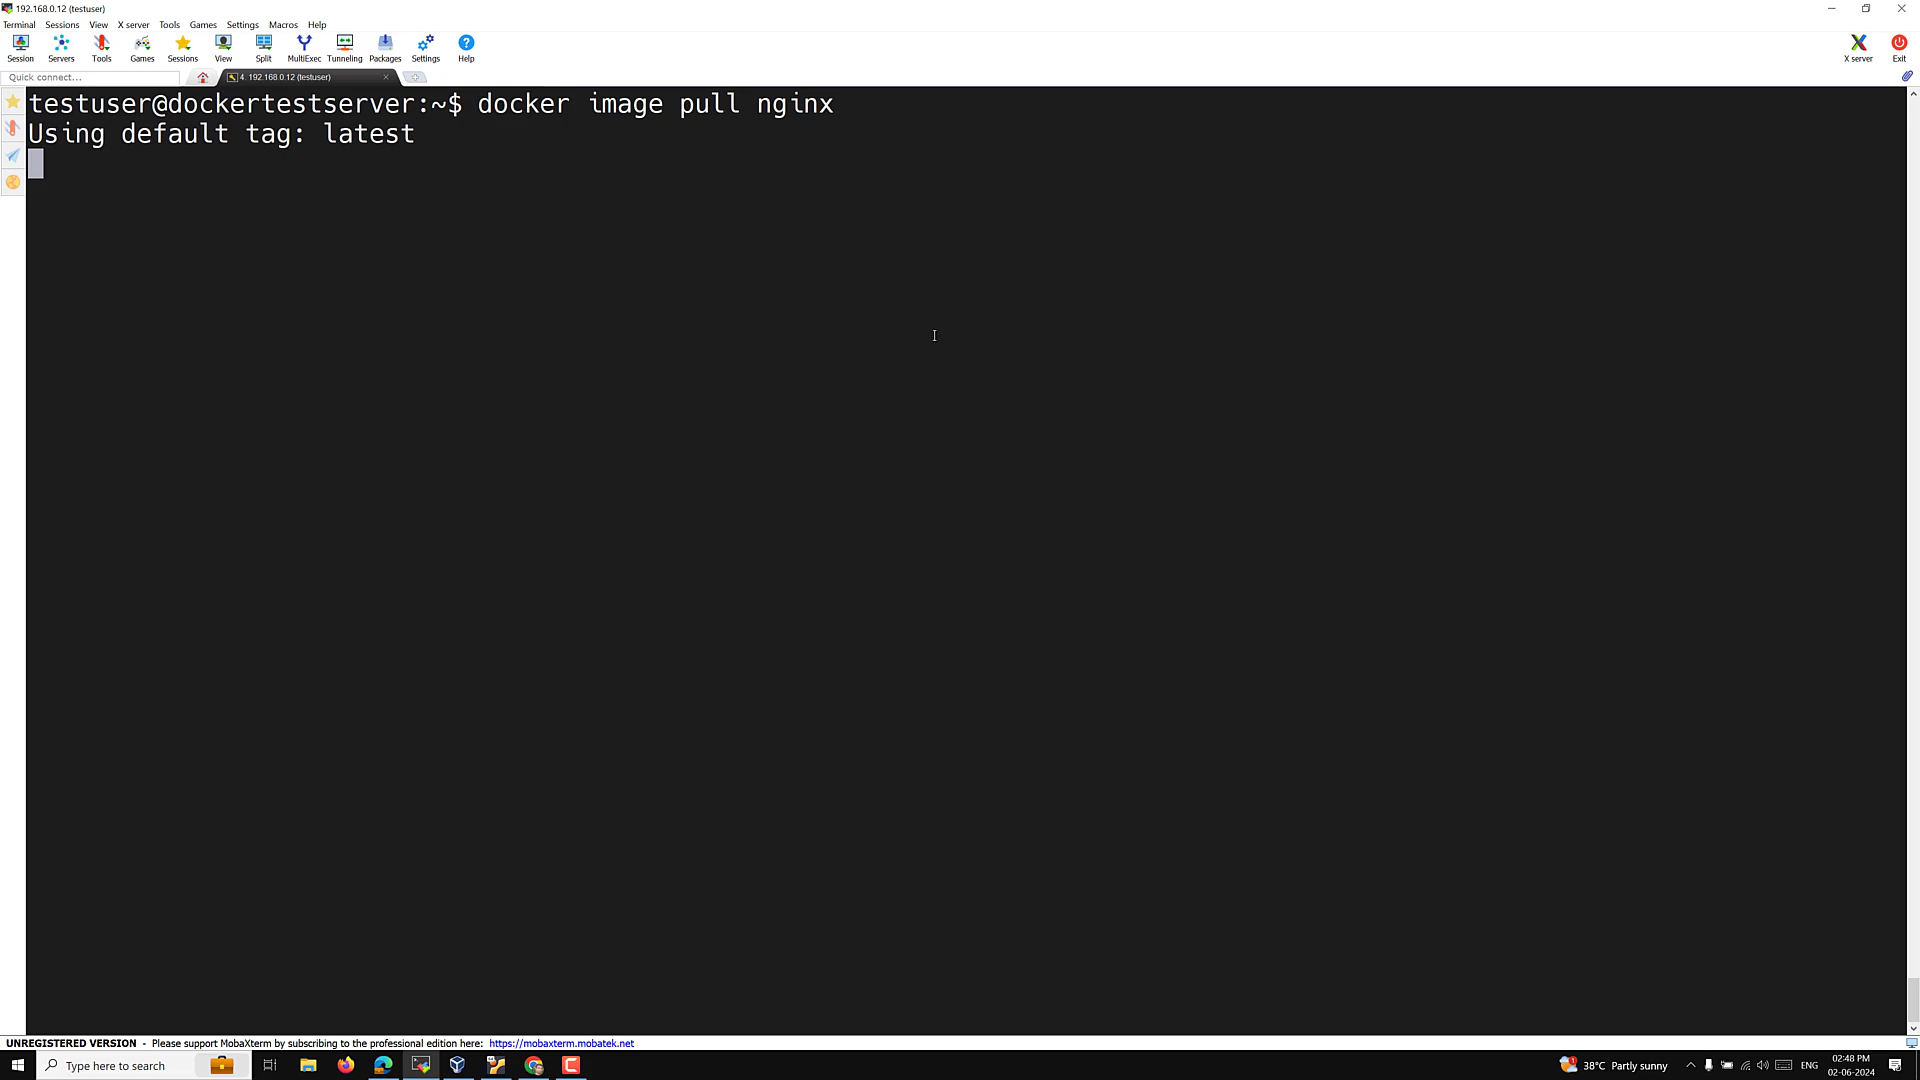 192.168.0.12 (testuser)
Terminal Sessions View X server Tools Games Settings Macros Help
Session Servers Tools Games Sessions View Split MultiExec Tunneling Packages Settings Help X server Exit
Quick connect... 4. 192.168.0.12 (testuser)
testuser@dockertestserver:~$ docker image pull nginx
Using default tag: latest
UNREGISTERED VERSION - Please support MobaXterm by subscribing to the professional edition here: https://mobaxterm.mobatek.net
Type here to search 38°C Partly sunny ENG 02:48 PM
02-06-2024